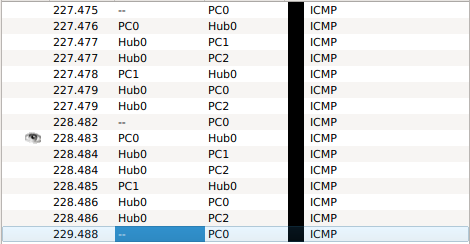 227.475 -- PC0 ICMP
227.476 PC0 Hub0 ICMP
227.477 Hub0 PC1 ICMP
227.477 Hub0 PC2 ICMP
227.478 PC1 Hub0 ICMP
227.479 Hub0 PC0 ICMP
227.479 Hub0 PC2 ICMP
228.482 -- PC0 ICMP
228.483 PC0 Hub0 ICMP
228.484 Hub0 PC1 ICMP
228.484 Hub0 PC2 ICMP
228.485 PC1 Hub0 ICMP
228.486 Hub0 PC0 ICMP
228.486 Hub0 PC2 ICMP
229.488 -- PC0 ICMP